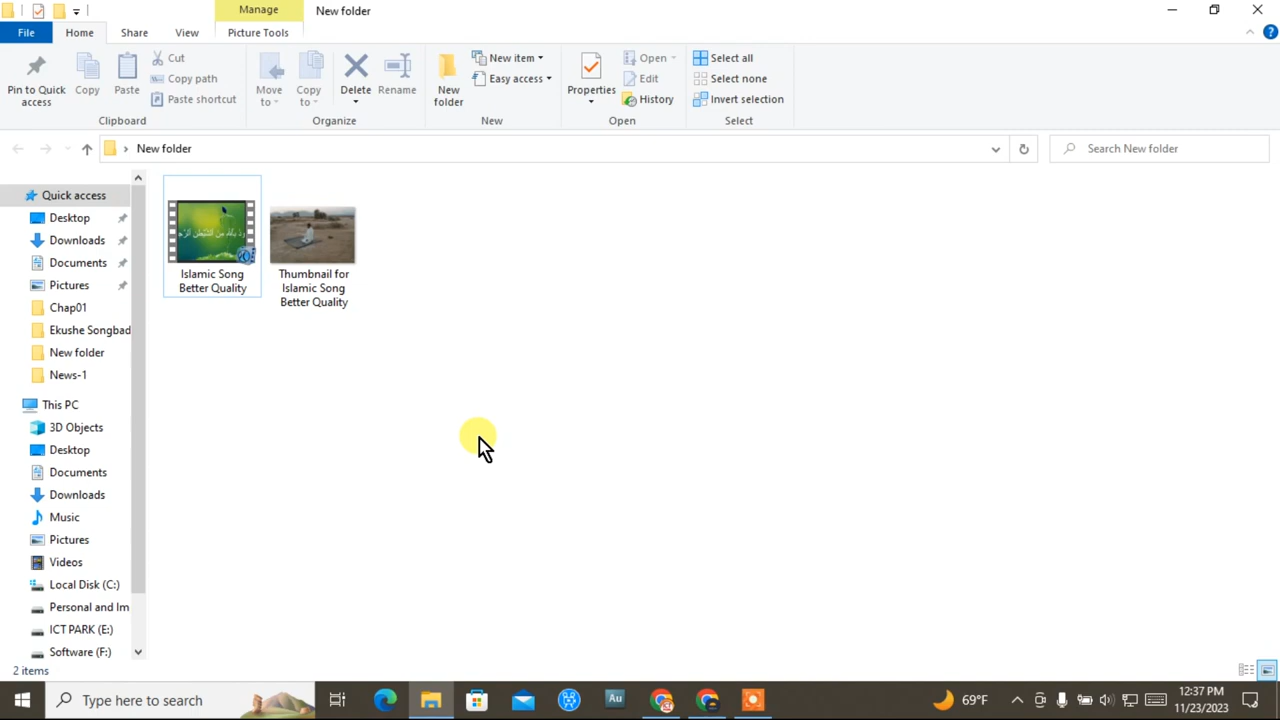 Manage
New folder
File
Home
Share
View
Picture Tools
Pin to Quick access
Copy
Paste
Cut
Copy path
Paste shortcut
Clipboard
Move to
Copy to
Delete
Rename
Organize
New folder
New item
Easy access
New
Properties
Open
Edit
History
Open
Select all
Select none
Invert selection
Select
New folder
Search New folder
Quick access
Desktop
Downloads
Documents
Pictures
Chap01
Ekushe Songbad
New folder
News-1
This PC
3D Objects
Desktop
Documents
Downloads
Music
Pictures
Videos
Local Disk (C:)
Personal and Im
ICT PARK (E:)
Software (F:)
Islamic Song
Better Quality
Thumbnail for
Islamic Song
Better Quality
2 items
Type here to search
Au
69°F
12:37 PM
11/23/2023